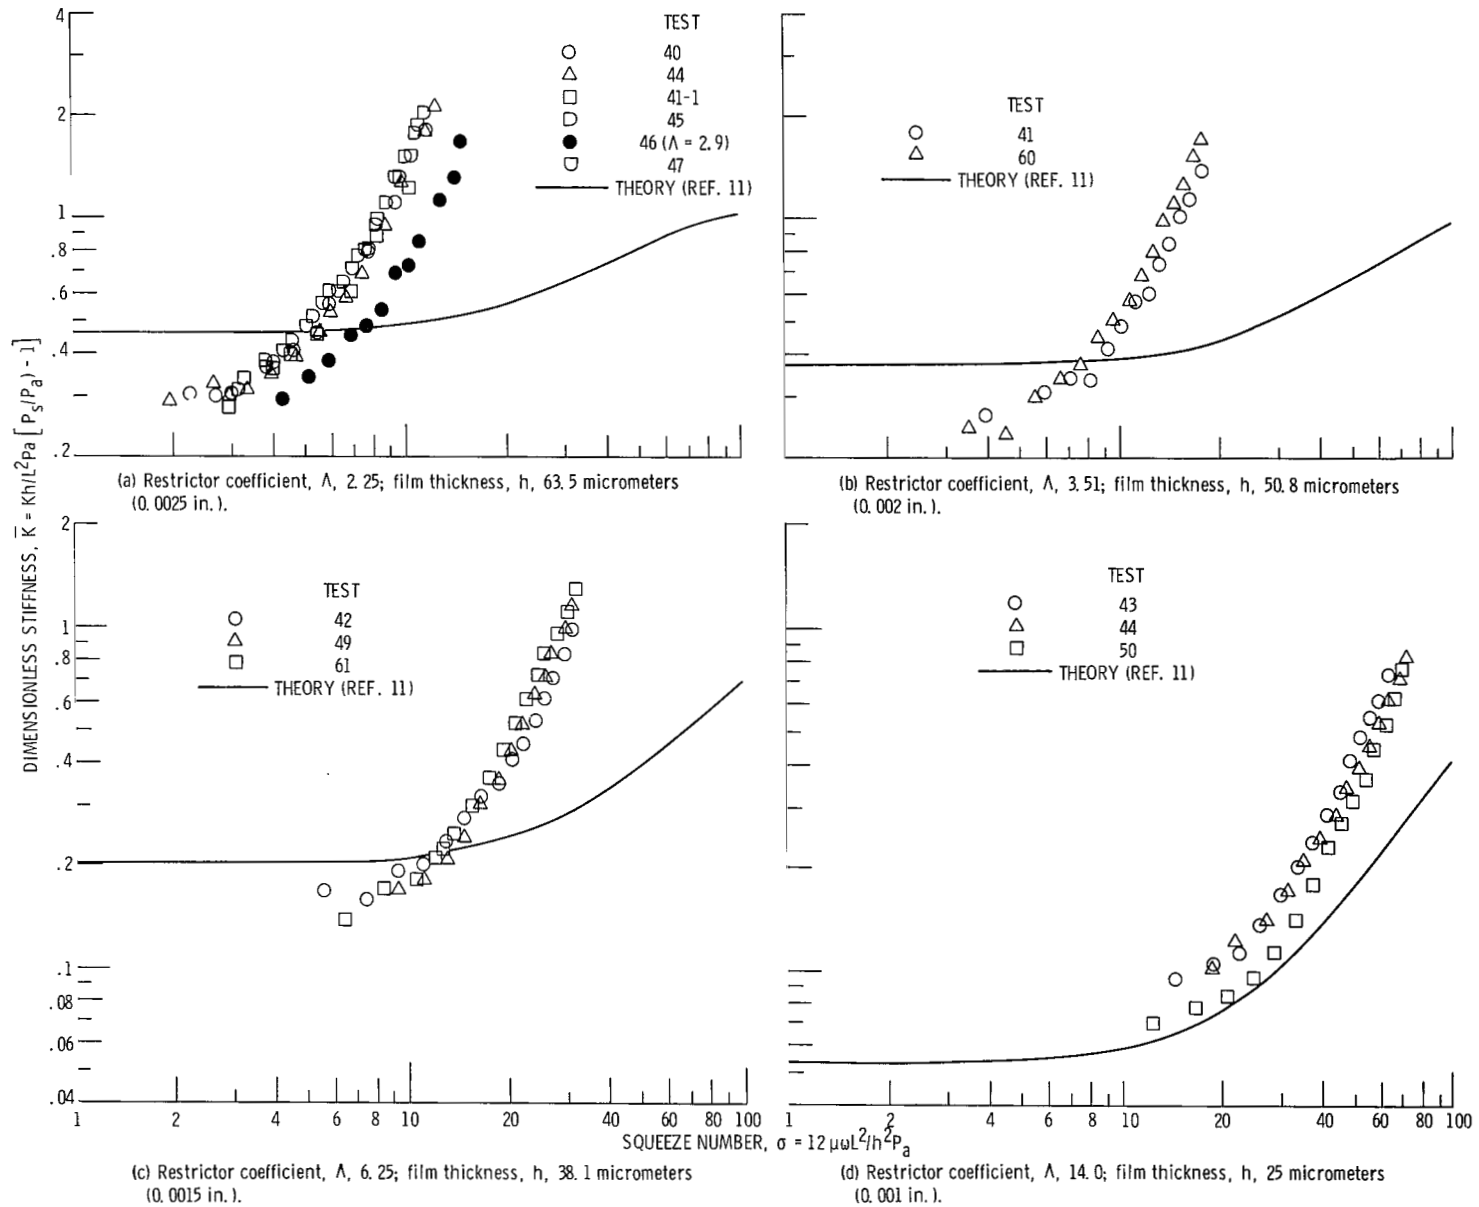 DIMENSIONLESS STIFFNESS, K̅ = Kh/L²Pa [Pₛ/Pₐ) - 1]
4
2
1
.8
.6
.4
.2
TEST
40
44
41-1
45
46 (Λ = 2.9)
47
THEORY (REF. 11)
(a) Restrictor coefficient, Λ, 2.25; film thickness, h, 63.5 micrometers
(0.0025 in.).
TEST
41
60
THEORY (REF. 11)
(b) Restrictor coefficient, Λ, 3.51; film thickness, h, 50.8 micrometers
(0.002 in.).
2
1
.8
.6
.4
.2
.1
.08
.06
.04
TEST
42
49
61
THEORY (REF. 11)
1 2 4 6 8 10 20 40 60 80 100
TEST
43
44
50
THEORY (REF. 11)
1 2 4 6 8 10 20 40 60 80 100
SQUEEZE NUMBER, σ = 12 μωL²/h²Pₐ
(c) Restrictor coefficient, Λ, 6.25; film thickness, h, 38.1 micrometers
(0.0015 in.).
(d) Restrictor coefficient, Λ, 14.0; film thickness, h, 25 micrometers
(0.001 in.).